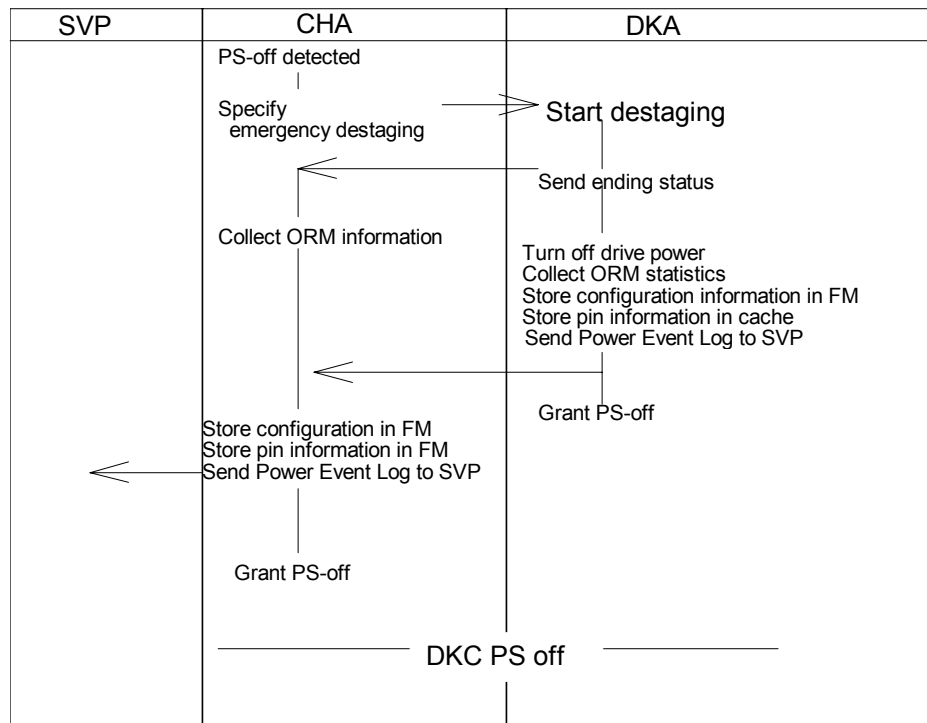 SVP
CHA
DKA
PS-off detected
Specify
emergency destaging
Start destaging
Send ending status
Collect ORM information
Turn off drive power
Collect ORM statistics
Store configuration information in FM
Store pin information in cache
Send Power Event Log to SVP
Grant PS-off
Store configuration in FM
Store pin information in FM
Send Power Event Log to SVP
Grant PS-off
DKC PS off